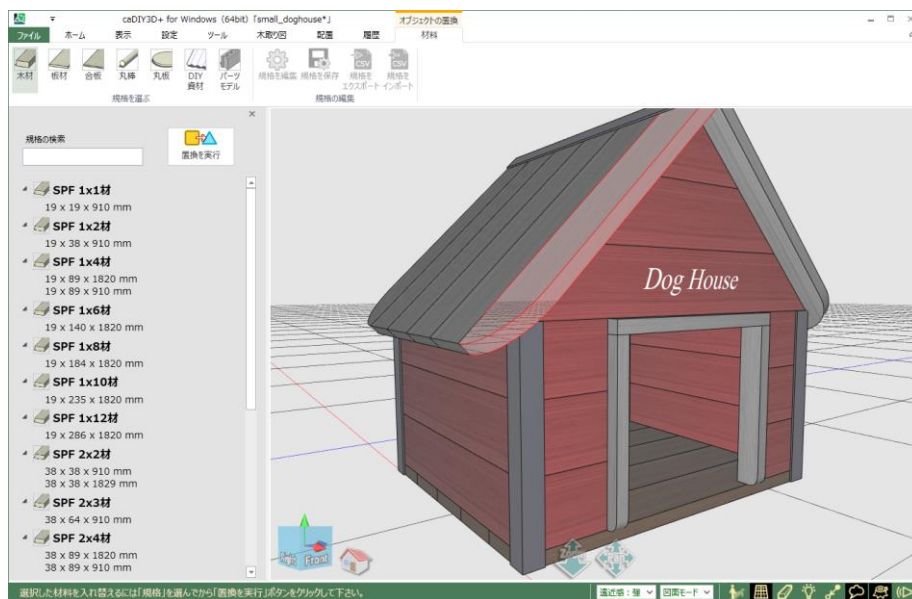 caDIY3D+ for Windows (64bit)「small_doghouse*」
オブジェクトの置換
ファイル ホーム 表示 設定 ツール 木取り図 配置 履歴 材料
木材 板材 合板 丸棒 丸板 DIY資材 パーツモデル 規格を編集 規格を保存 規格をエクスポート 規格をインポート
規格を選ぶ 規格の編集
規格の検索
置換を実行
SPF 1x1材
19 x 19 x 910 mm
SPF 1x2材
19 x 38 x 910 mm
SPF 1x4材
19 x 89 x 1820 mm
19 x 89 x 910 mm
SPF 1x6材
19 x 140 x 1820 mm
SPF 1x8材
19 x 184 x 1820 mm
SPF 1x10材
19 x 235 x 1820 mm
SPF 1x12材
19 x 286 x 1820 mm
SPF 2x2材
38 x 38 x 910 mm
38 x 38 x 1829 mm
SPF 2x3材
38 x 64 x 910 mm
SPF 2x4材
38 x 89 x 1820 mm
38 x 89 x 910 mm
Dog House
Right Front
Zoom Pan
選択した材料を入れ替えるには「規格」を選んでから「置換を実行」ボタンをクリックして下さい。
遠近感：強 図面モード